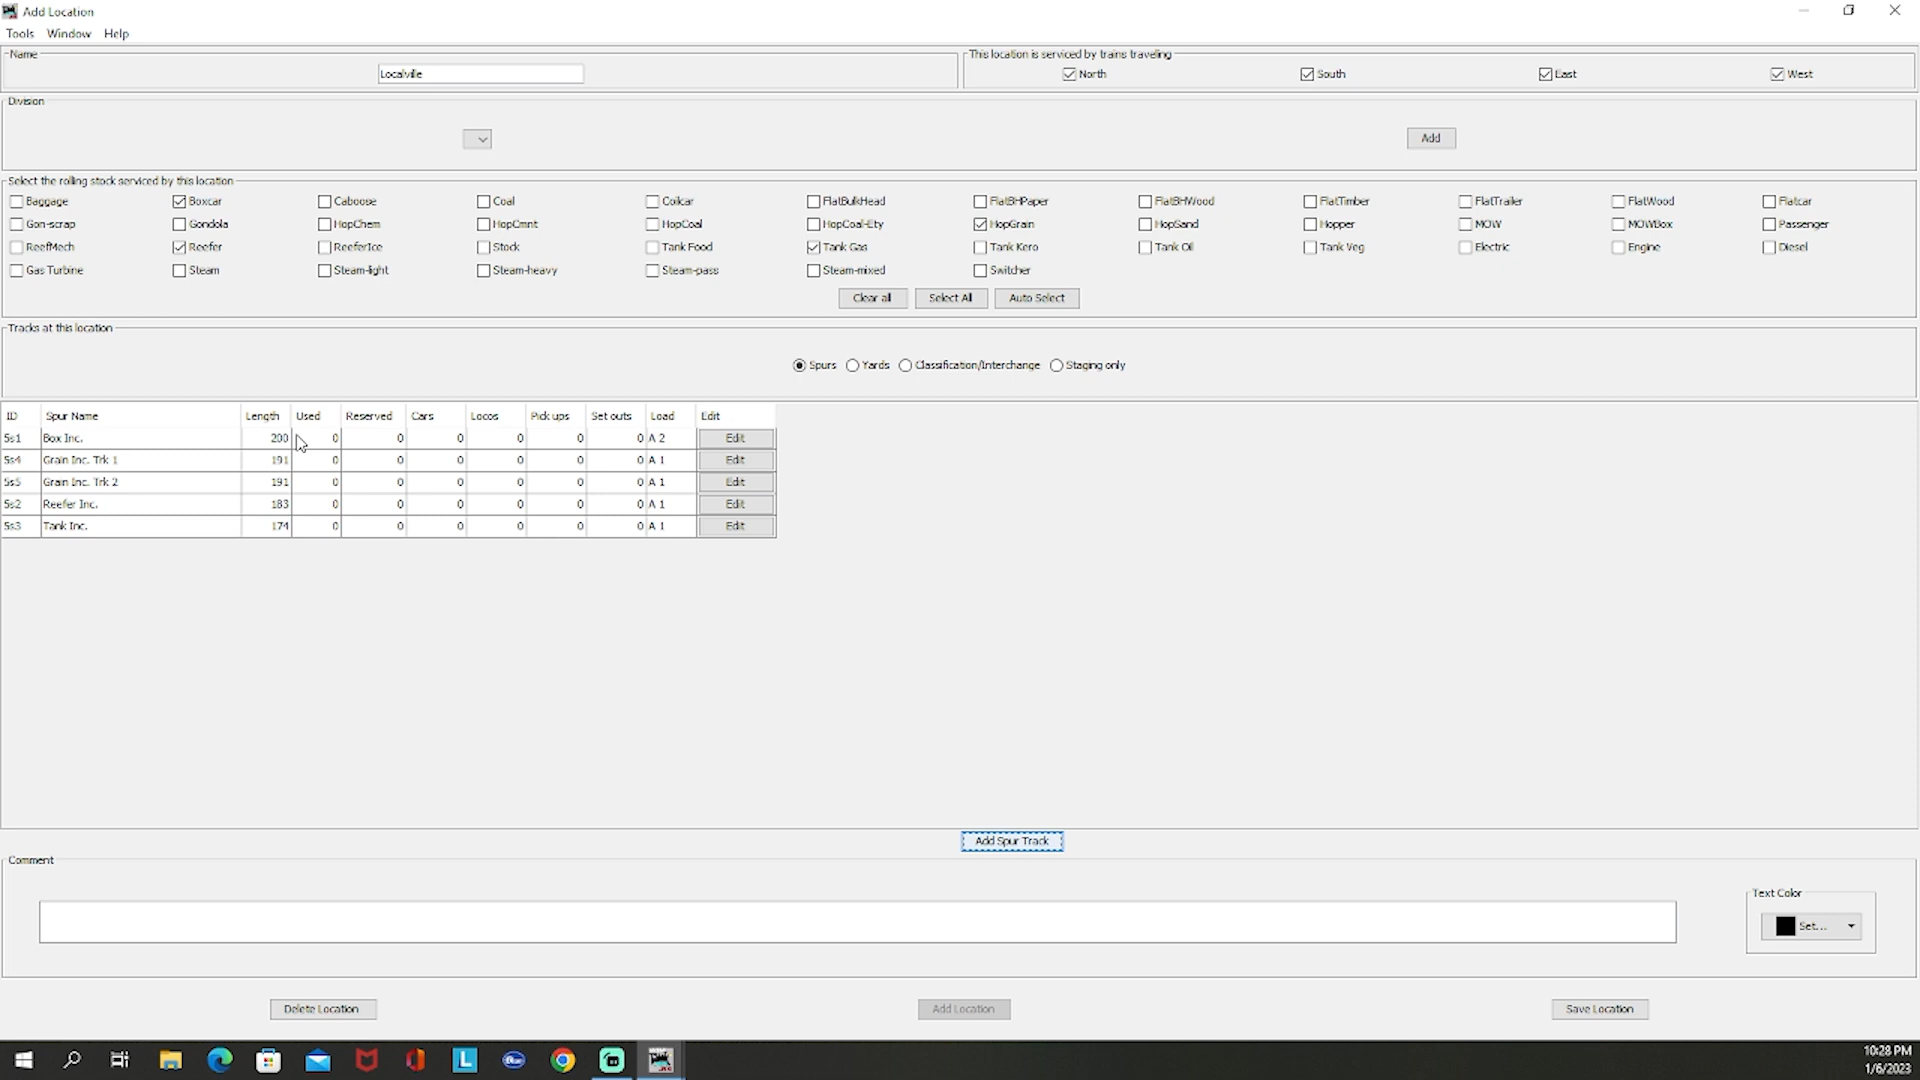 Add Location
Tools Window Help
Name
Localville
This location is serviced by trains traveling
North South East West
Division
Add
Select the rolling stock serviced by this location
Baggage Boxcar Caboose Coal Coilcar FlatBulkHead FlatBHPaper FlatBHWood FlatTimber FlatTrailer FlatWood Flatcar
Gon-scrap Gondola HopChem HopCmnt HopCoal HopCoal-Ety HopGrain HopSand Hopper MOW MOWBox Passenger
ReefMech Reefer ReeferIce Stock Tank Food Tank Gas Tank Kero Tank Oil Tank Veg Electric Engine Diesel
Gas Turbine Steam Steam-light Steam-heavy Steam-pass Steam-mixed Switcher
Clear all Select All Auto Select
Tracks at this location
Spurs Yards Classification/Interchange Staging only
ID Spur Name Length Used Reserved Cars Locos Pick ups Set outs Load Edit
5s1 Box Inc. 200 0 0 0 0 0 0 A 2 Edit
5s4 Grain Inc. Trk 1 191 0 0 0 0 0 0 A 1 Edit
5s5 Grain Inc. Trk 2 191 0 0 0 0 0 0 A 1 Edit
5s2 Reefer Inc. 183 0 0 0 0 0 0 A 1 Edit
5s3 Tank Inc. 174 0 0 0 0 0 0 A 1 Edit
Add Spur Track
Comment
Text Color
Set...
Delete Location Add Location Save Location
10:28 PM
1/6/2023